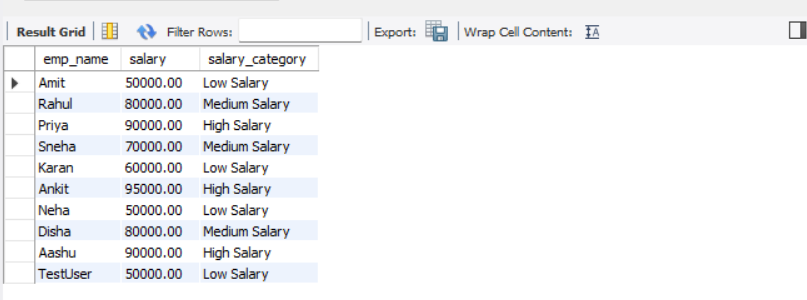 Result Grid Filter Rows: Export: Wrap Cell Content:
emp_name salary salary_category
Amit 50000.00 Low Salary
Rahul 80000.00 Medium Salary
Priya 90000.00 High Salary
Sneha 70000.00 Medium Salary
Karan 60000.00 Low Salary
Ankit 95000.00 High Salary
Neha 50000.00 Low Salary
Disha 80000.00 Medium Salary
Aashu 90000.00 High Salary
TestUser 50000.00 Low Salary